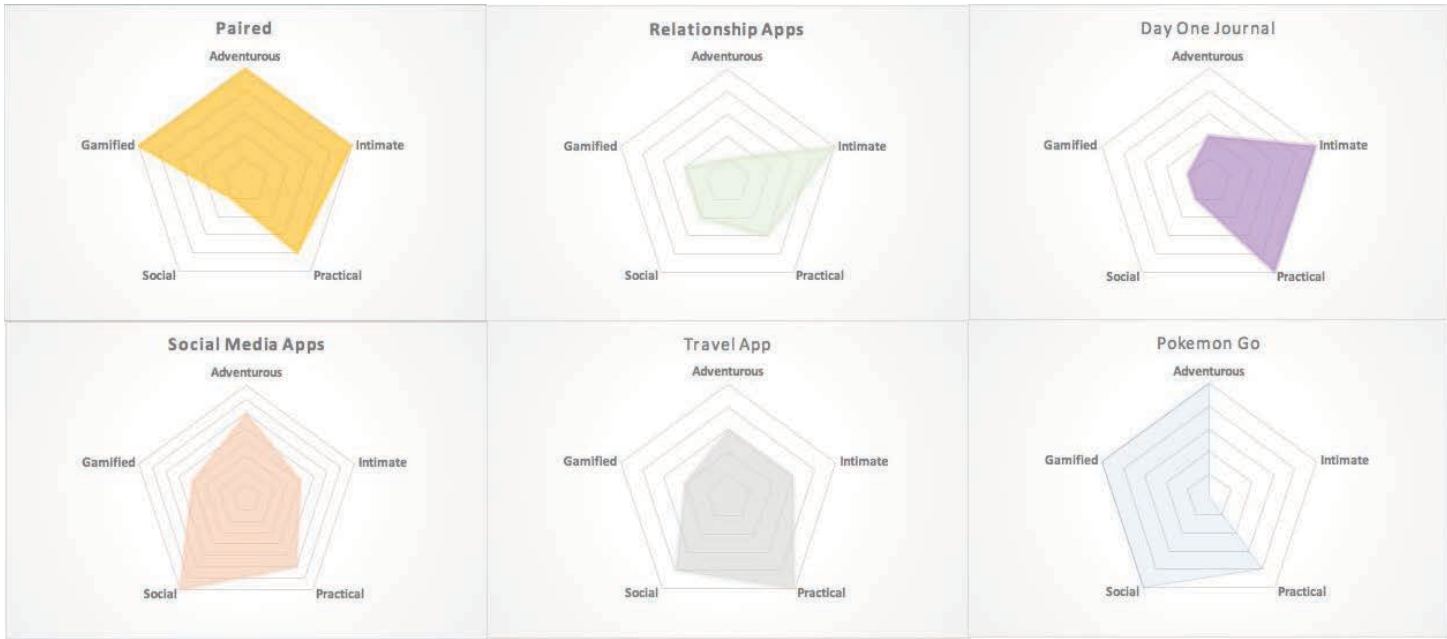 Paired
Adventurous
Gamified
Intimate
Social
Practical
Relationship Apps
Adventurous
Gamified
Intimate
Social
Practical
Day One Journal
Adventurous
Gamified
Intimate
Social
Practical
Social Media Apps
Adventurous
Gamified
Intimate
Social
Practical
Travel App
Adventurous
Gamified
Intimate
Social
Practical
Pokemon Go
Adventurous
Gamified
Intimate
Social
Practical